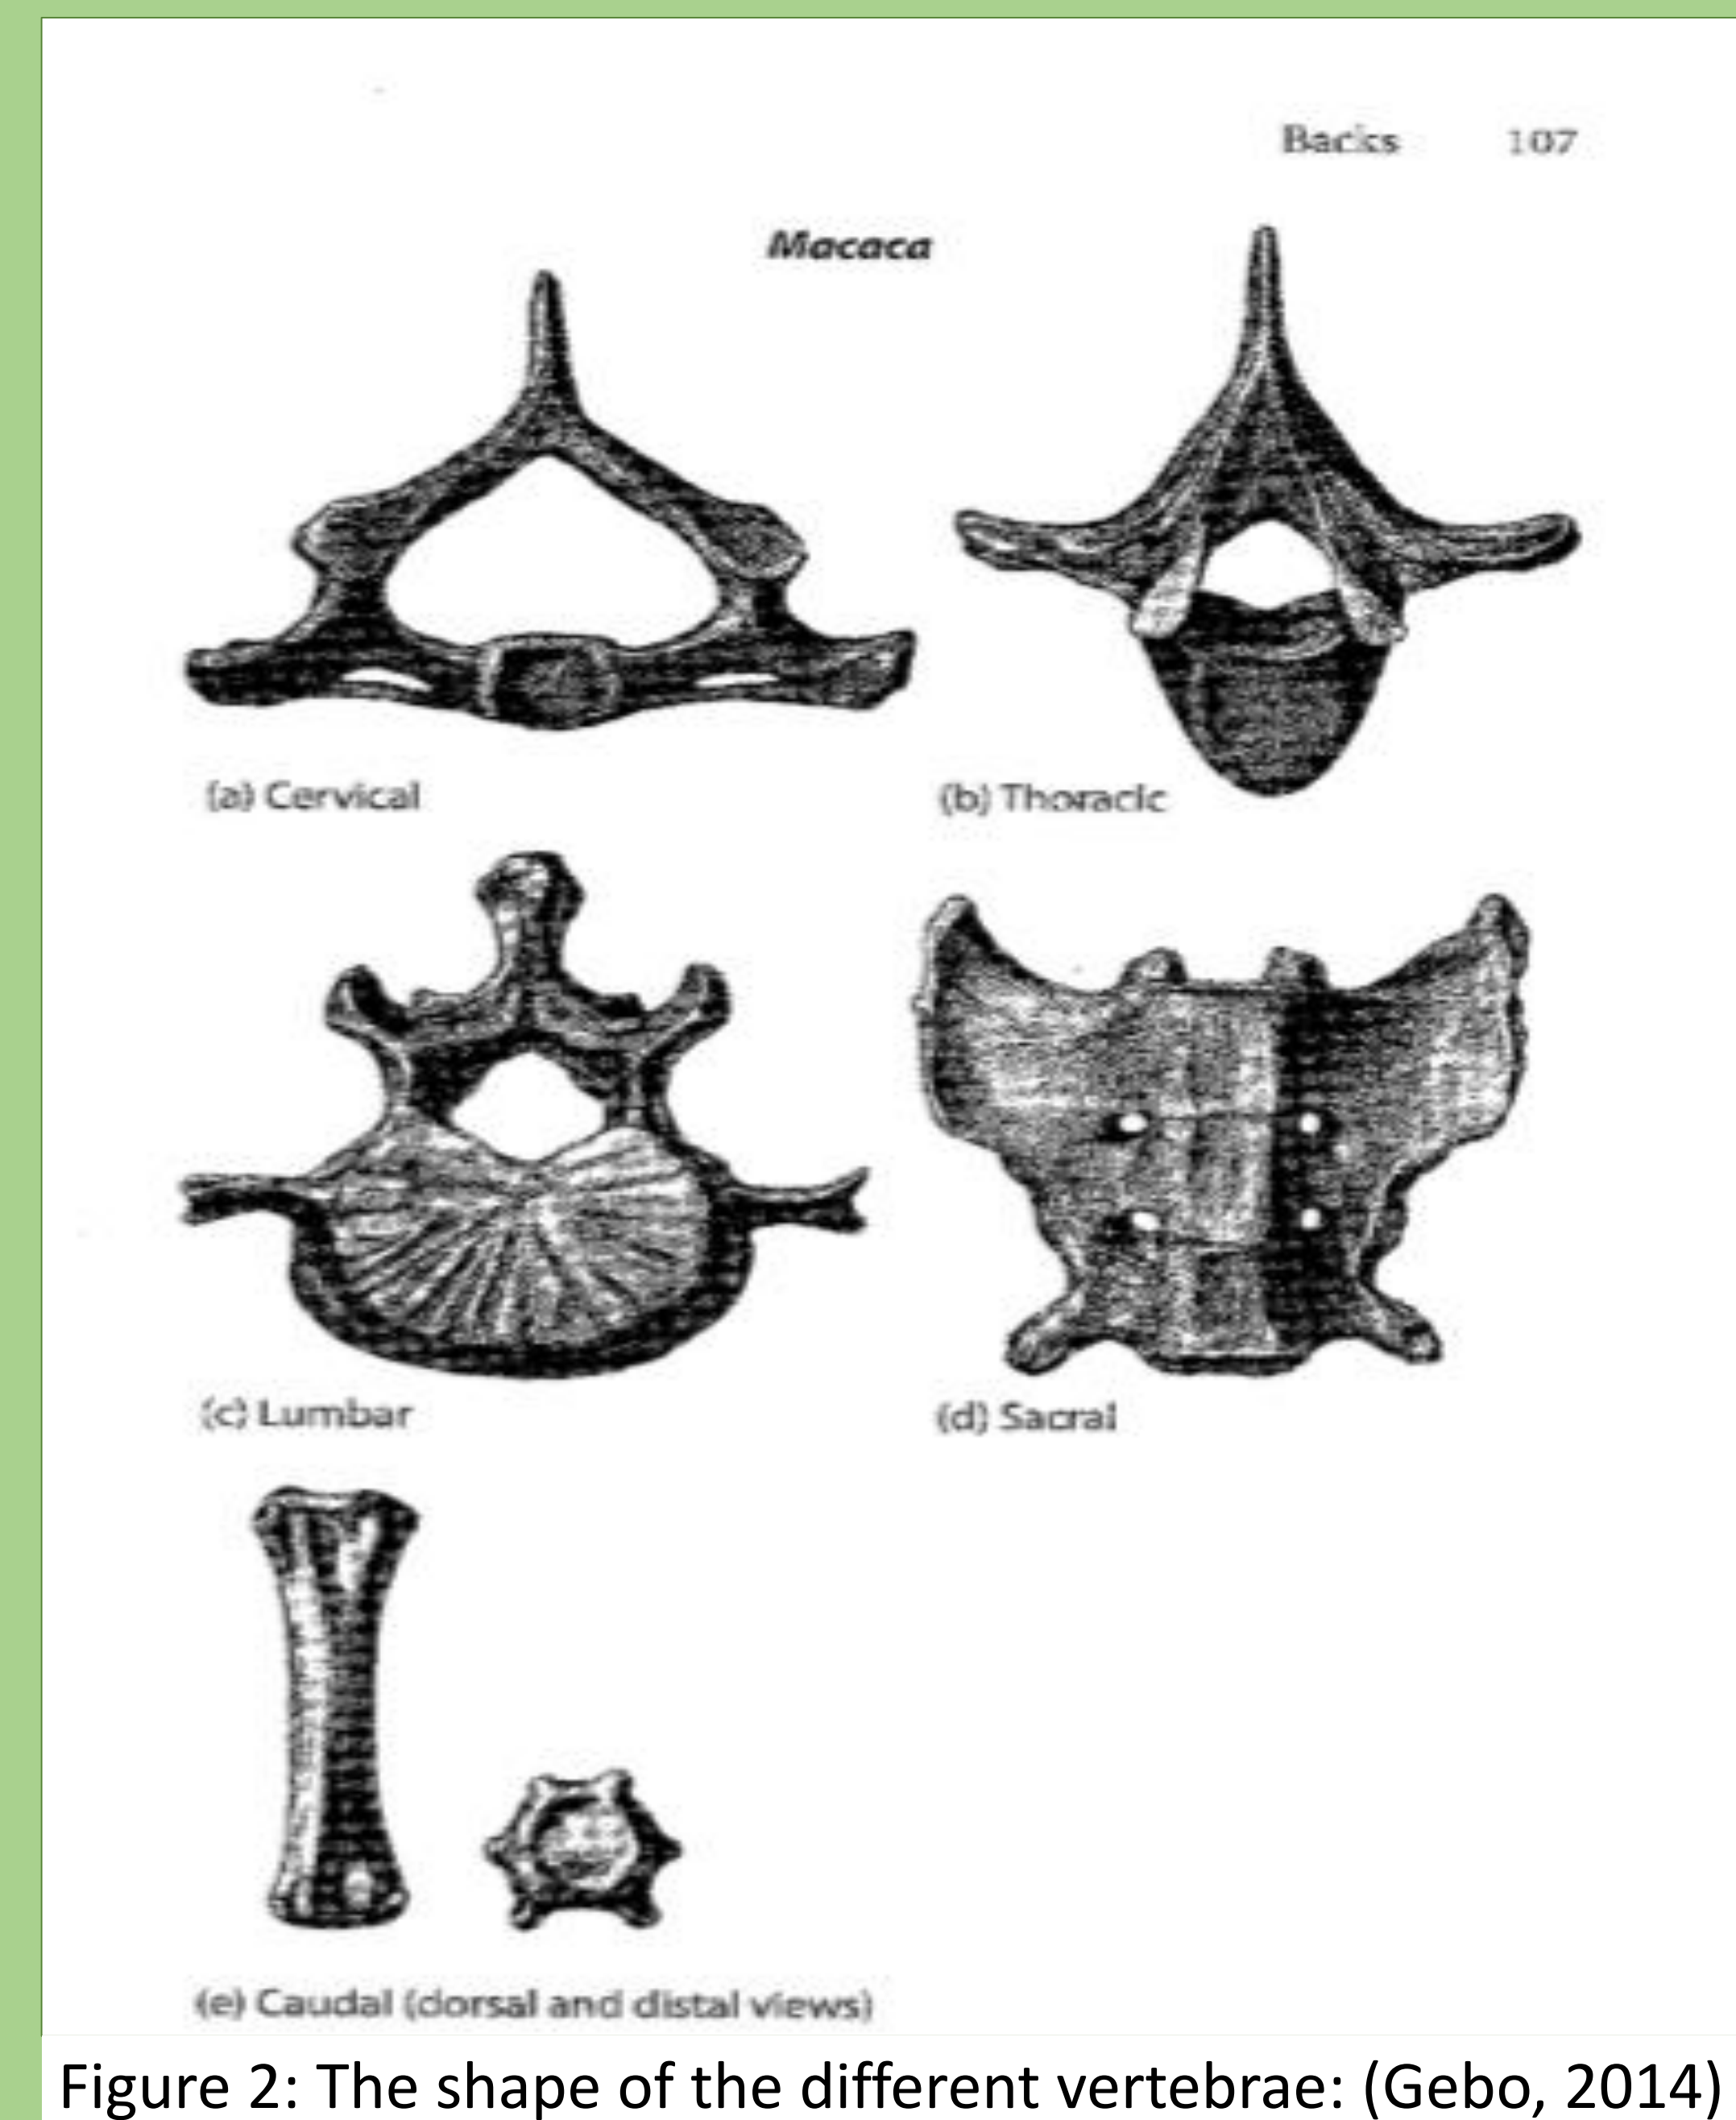 Backs 107
Macaca
(a) Cervical
(b) Thoracic
(c) Lumbar
(d) Sacral
(e) Caudal (dorsal and distal views)
Figure 2: The shape of the different vertebrae: (Gebo, 2014)